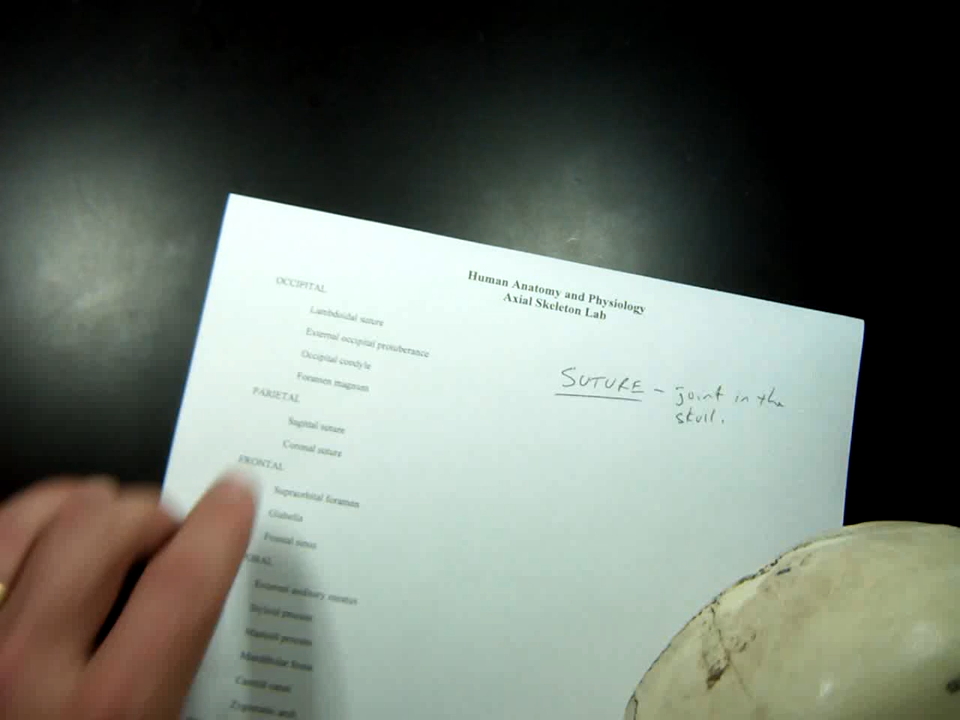 Human Anatomy and Physiology
Axial Skeleton Lab
OCCIPITAL
Lambdoidal suture
External occipital protuberance
Occipital condyle
Foramen magnum
PARIETAL
Sagittal suture
Coronal suture
FRONTAL
Supraorbital foramen
Glabella
Frontal sinus
External auditory meatus
Styloid process
Mastoid process
Mandibular fossa
Carotid canal
Zygomatic arch
SUTURE - joint in the
skull.